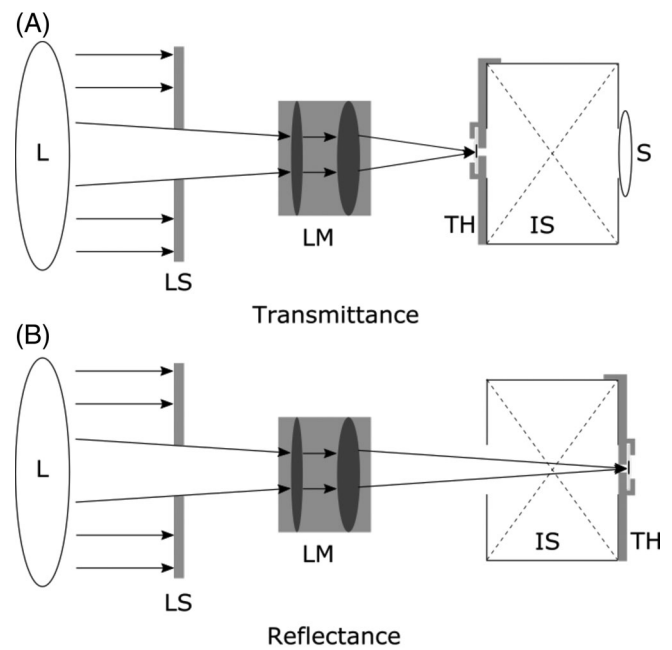 (A)
L
S
TH
IS
LM
LS
Transmittance
(B)
L
IS
TH
LM
LS
Reflectance